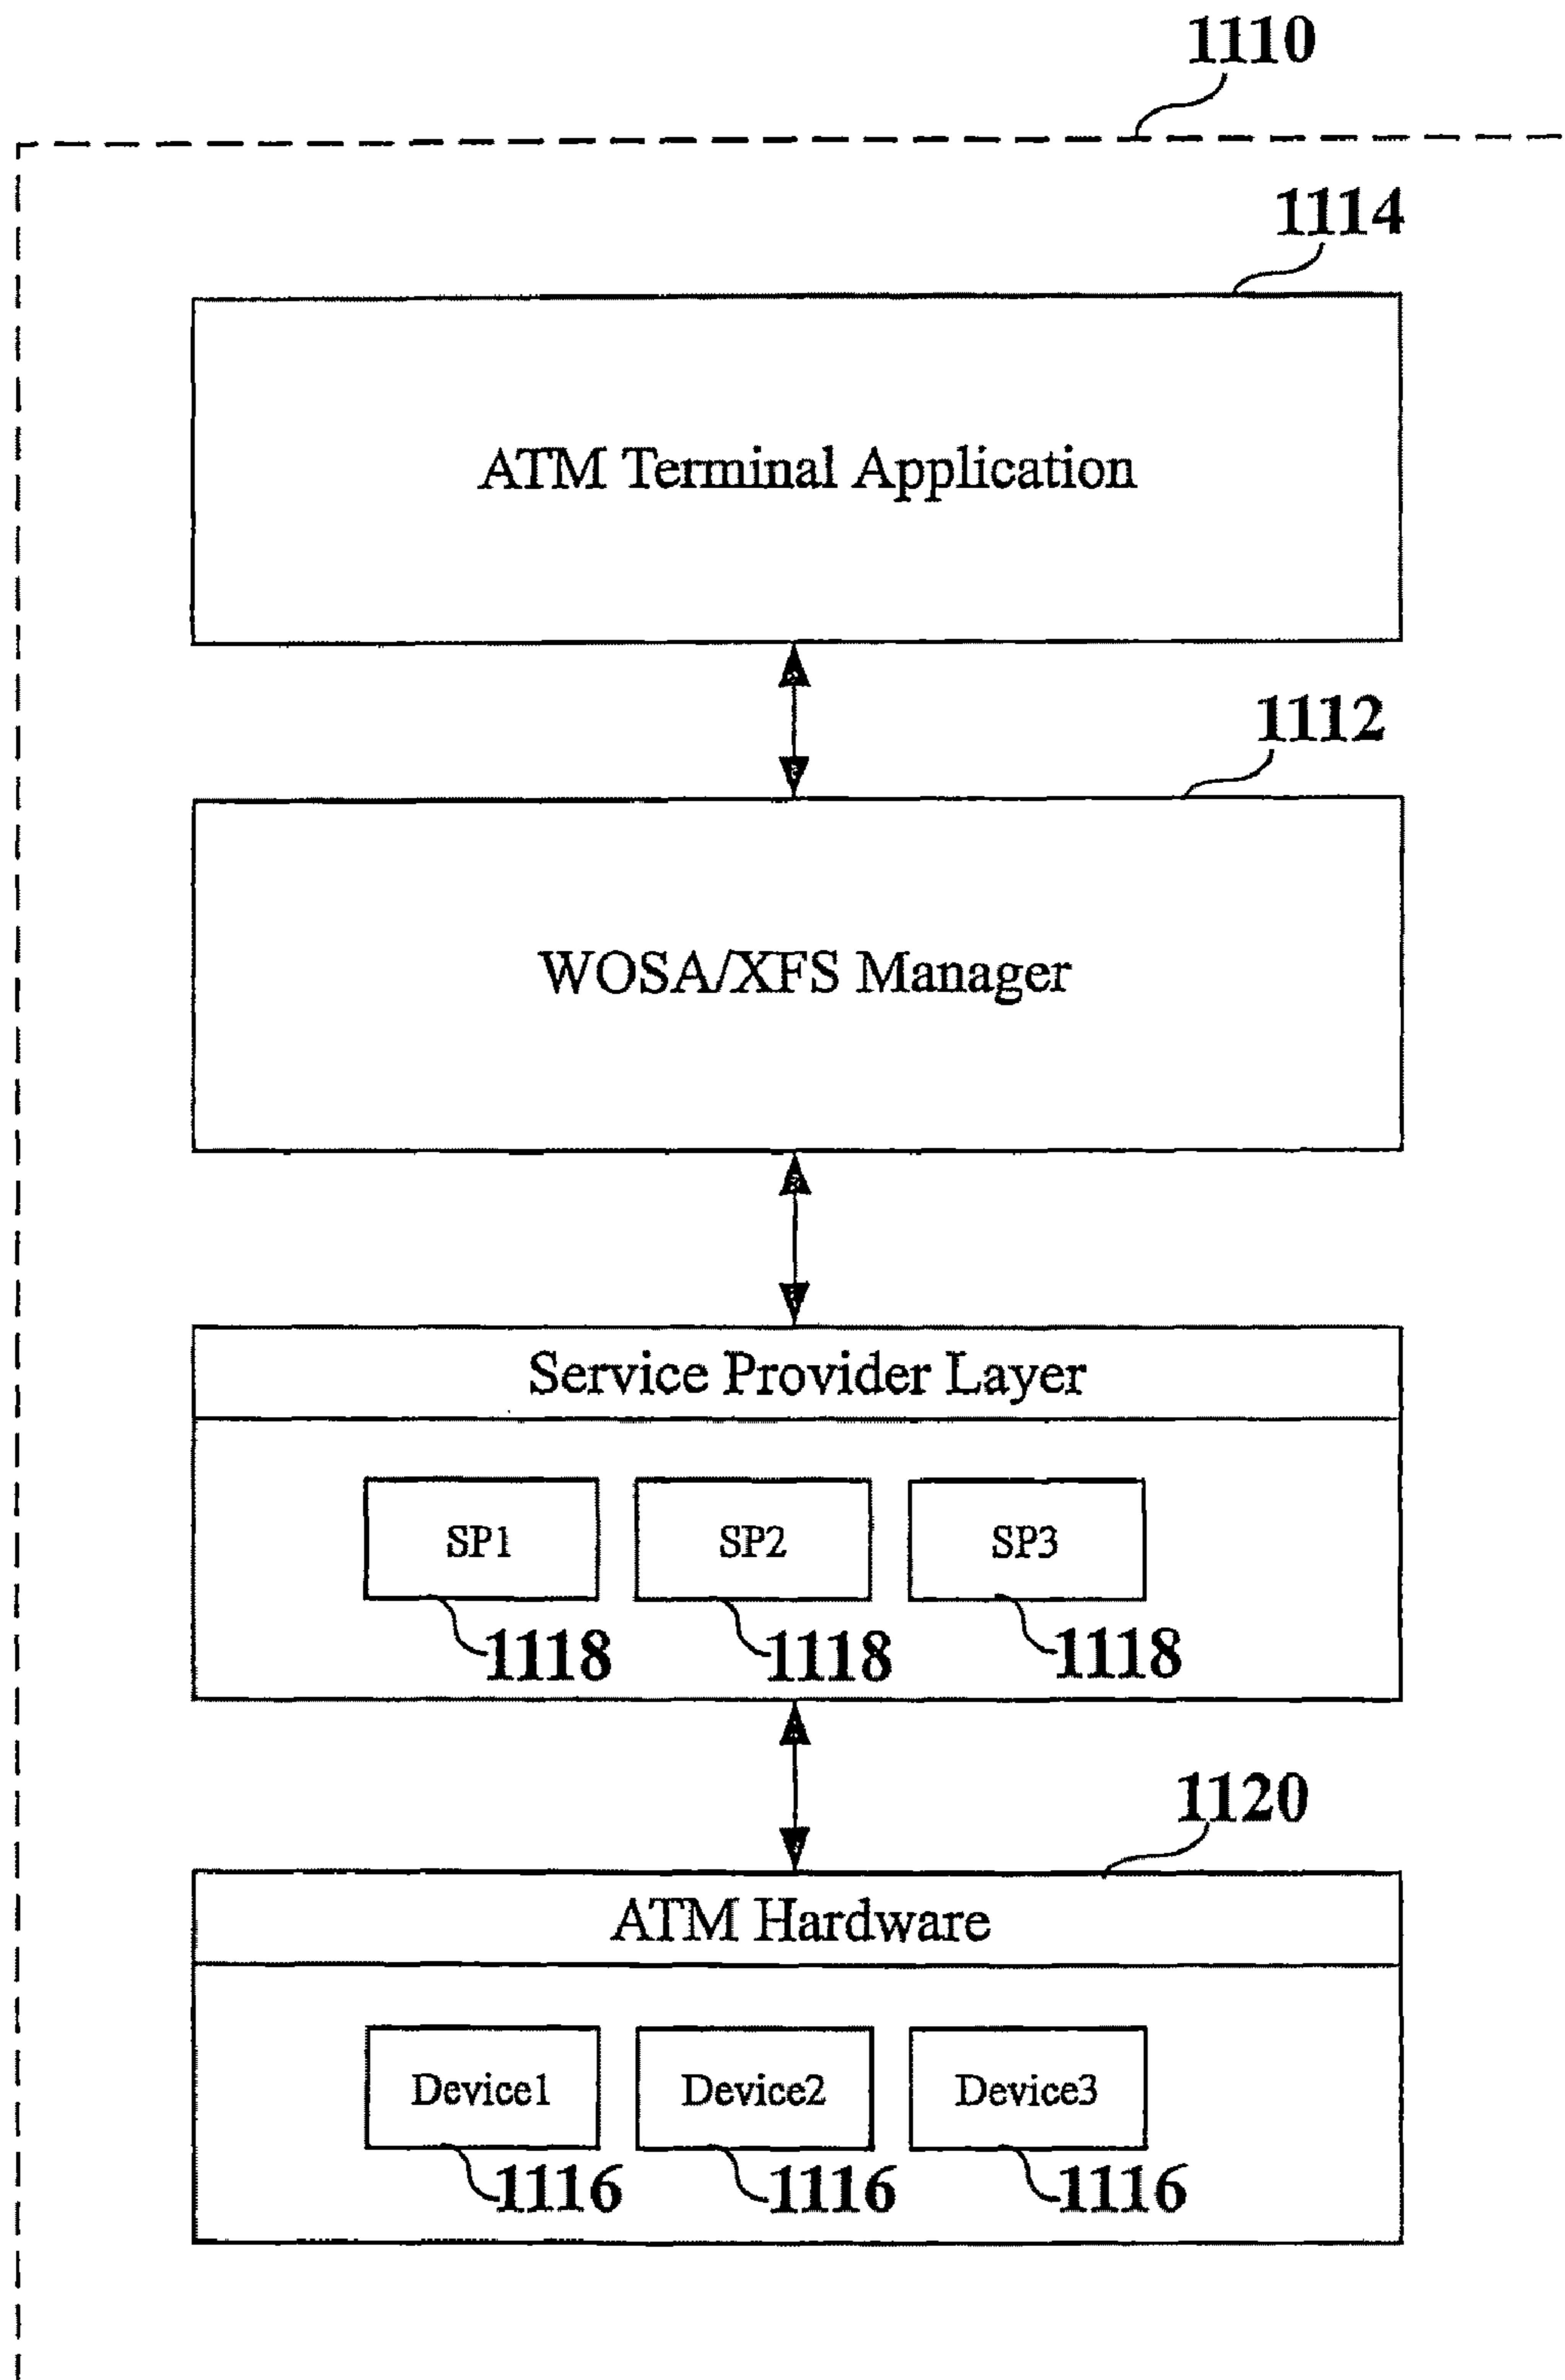 1110
1114
ATM Terminal Application
1112
WOSA/XFS Manager
Service Provider Layer
SP1 SP2 SP3
1118 1118 1118
1120
ATM Hardware
Device1 Device2 Device3
1116 1116 1116